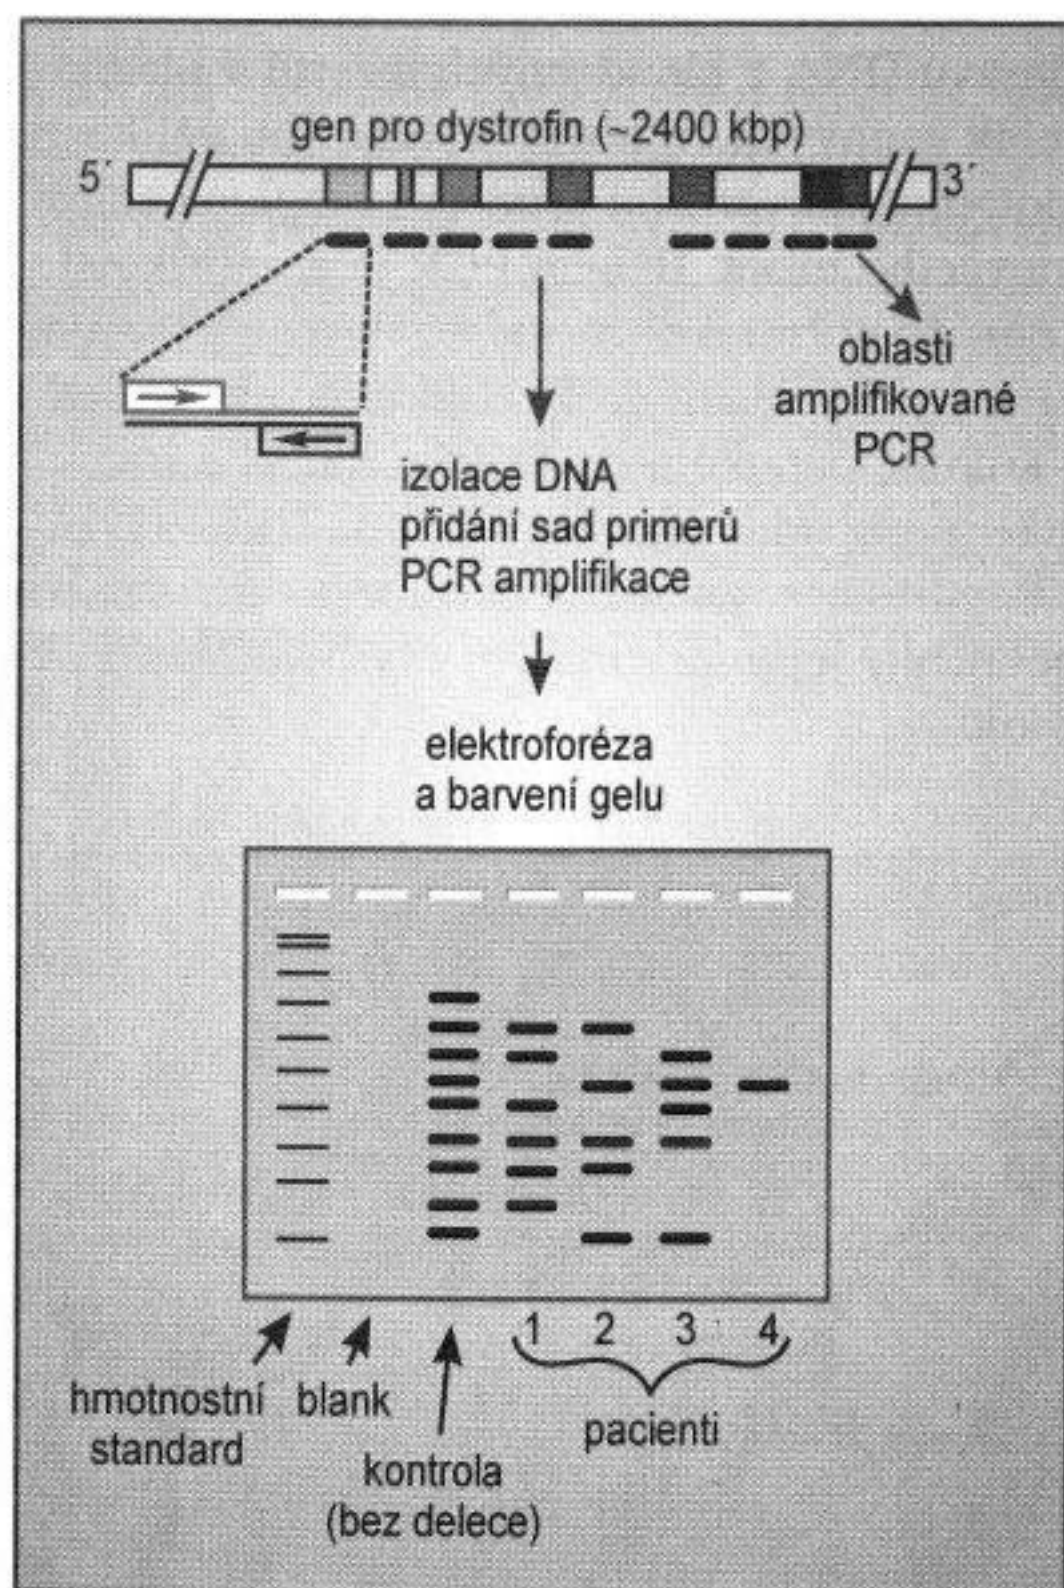 gen pro dystrofin (~2400 kbp)
5´
3´
oblasti
amplifikované
PCR
izolace DNA
přidání sad primerů
PCR amplifikace
elektroforéza
a barvení gelu
1 2 3 4
hmotnostní
standard
blank
kontrola
(bez delece)
pacienti